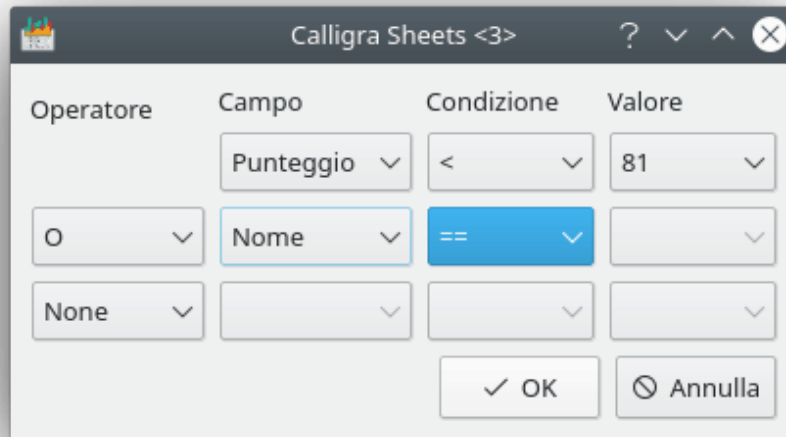 Calligra Sheets <3>
Operatore Campo Condizione Valore
Punteggio < 81
O Nome ==
None
OK Annulla